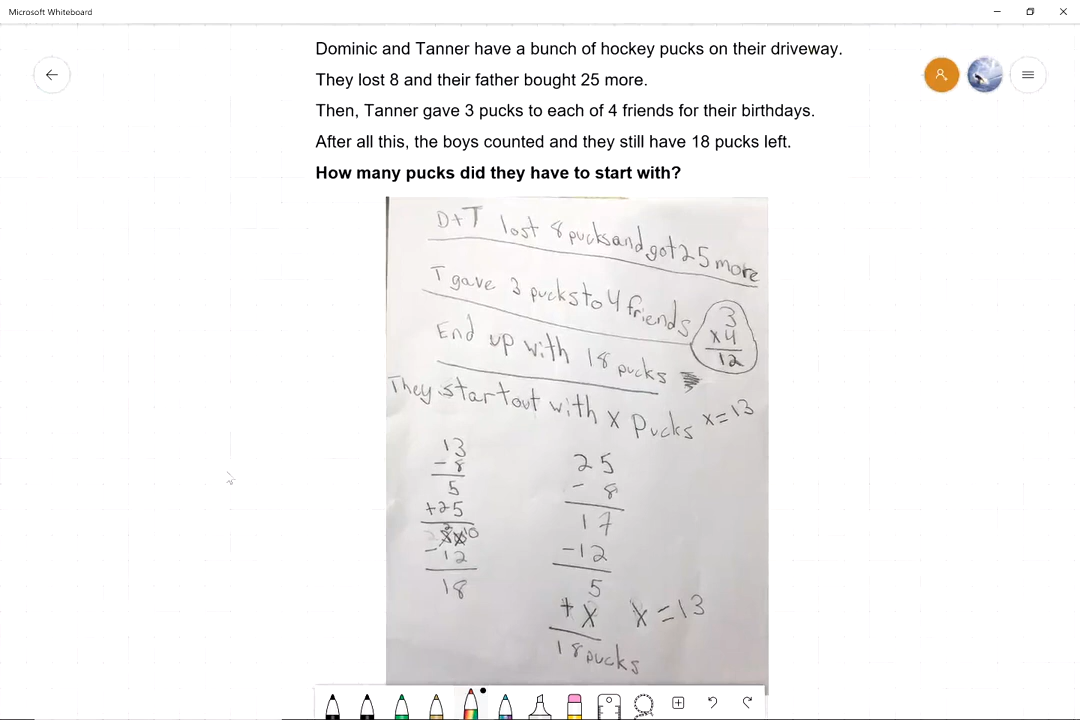 Microsoft Whiteboard
Dominic and Tanner have a bunch of hockey pucks on their driveway.
They lost 8 and their father bought 25 more.
Then, Tanner gave 3 pucks to each of 4 friends for their birthdays.
After all this, the boys counted and they still have 18 pucks left.
How many pucks did they have to start with?
D+T lost 8 pucks and got 25 more
T gave 3 pucks to 4 friends
3
x4
12
End up with 18 pucks
They start out with x Pucks x=13
13
-8
5
+25
10
-12
18
25
- 8
17
-12
5
+ x x=13
18 pucks